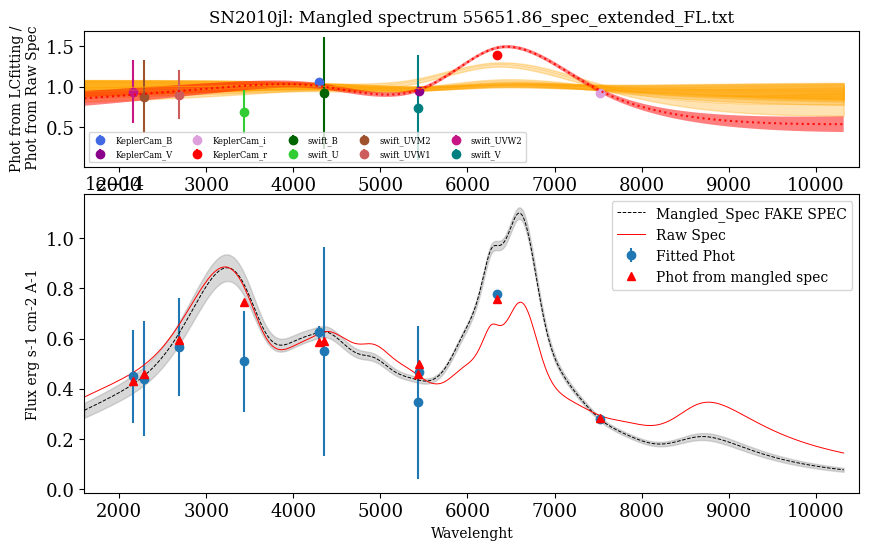 SN2010jl: Mangled spectrum 55651.86_spec_extended_FL.txt
Phot from LCfitting /
Phot from Raw Spec
1.5
1.0
0.5
KeplerCam_B KeplerCam_i swift_B swift_UVM2 swift_UVW2
KeplerCam_V KeplerCam_r swift_U swift_UVW1 swift_V
2000 3000 4000 5000 6000 7000 8000 9000 10000
1e−14
Flux erg s-1 cm-2 A-1
1.0
0.8
0.6
0.4
0.2
0.0
Mangled_Spec FAKE SPEC
Raw Spec
Fitted Phot
Phot from mangled spec
2000 3000 4000 5000 6000 7000 8000 9000 10000
Wavelenght